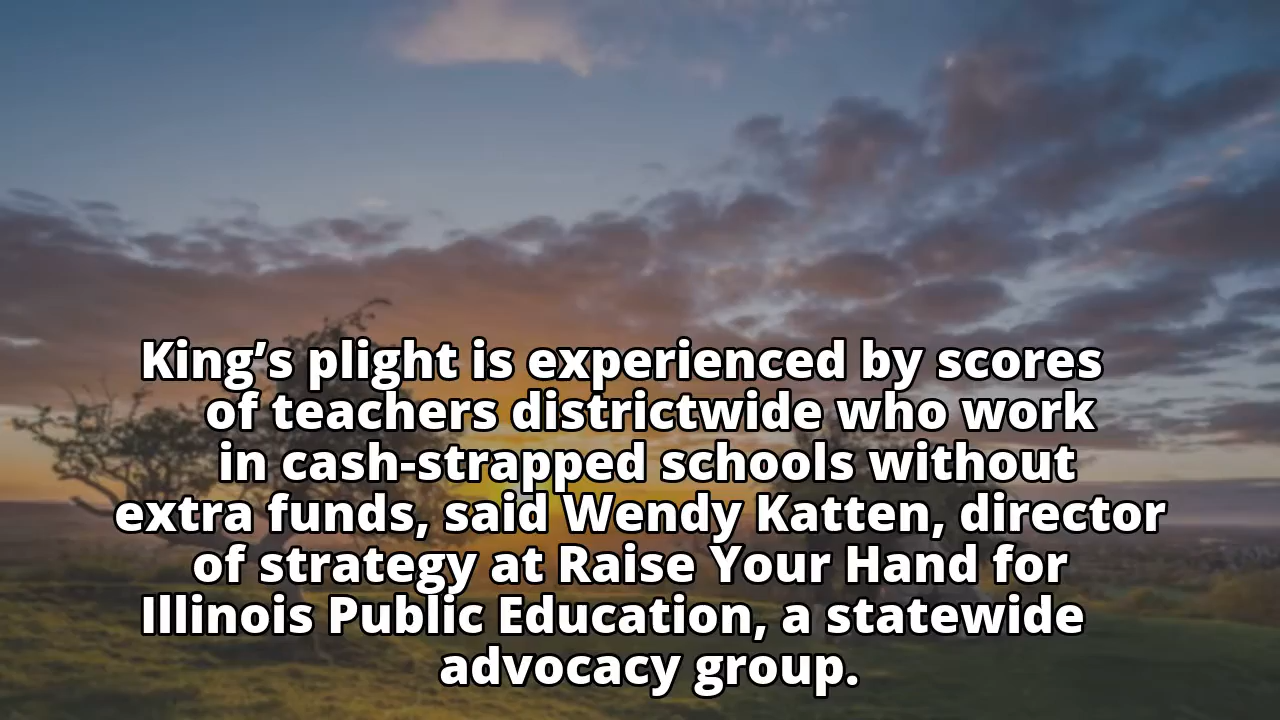 King’s plight is experienced by scores
of teachers districtwide who work
in cash-strapped schools without
extra funds, said Wendy Katten, director
of strategy at Raise Your Hand for
Illinois Public Education, a statewide
advocacy group.